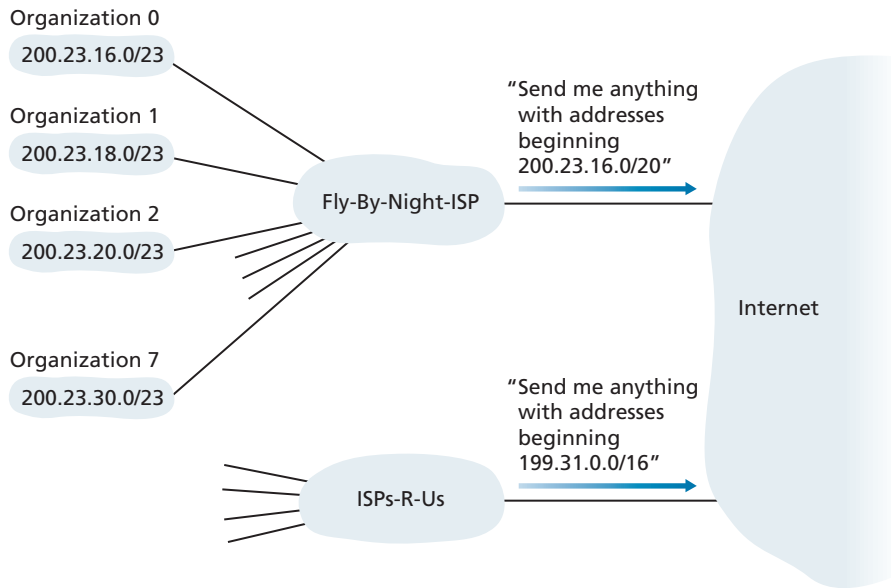 Organization 0
200.23.16.0/23
Organization 1
200.23.18.0/23
Organization 2
200.23.20.0/23
Organization 7
200.23.30.0/23
Fly-By-Night-ISP
“Send me anything
with addresses
beginning
200.23.16.0/20”
ISPs-R-Us
“Send me anything
with addresses
beginning
199.31.0.0/16”
Internet